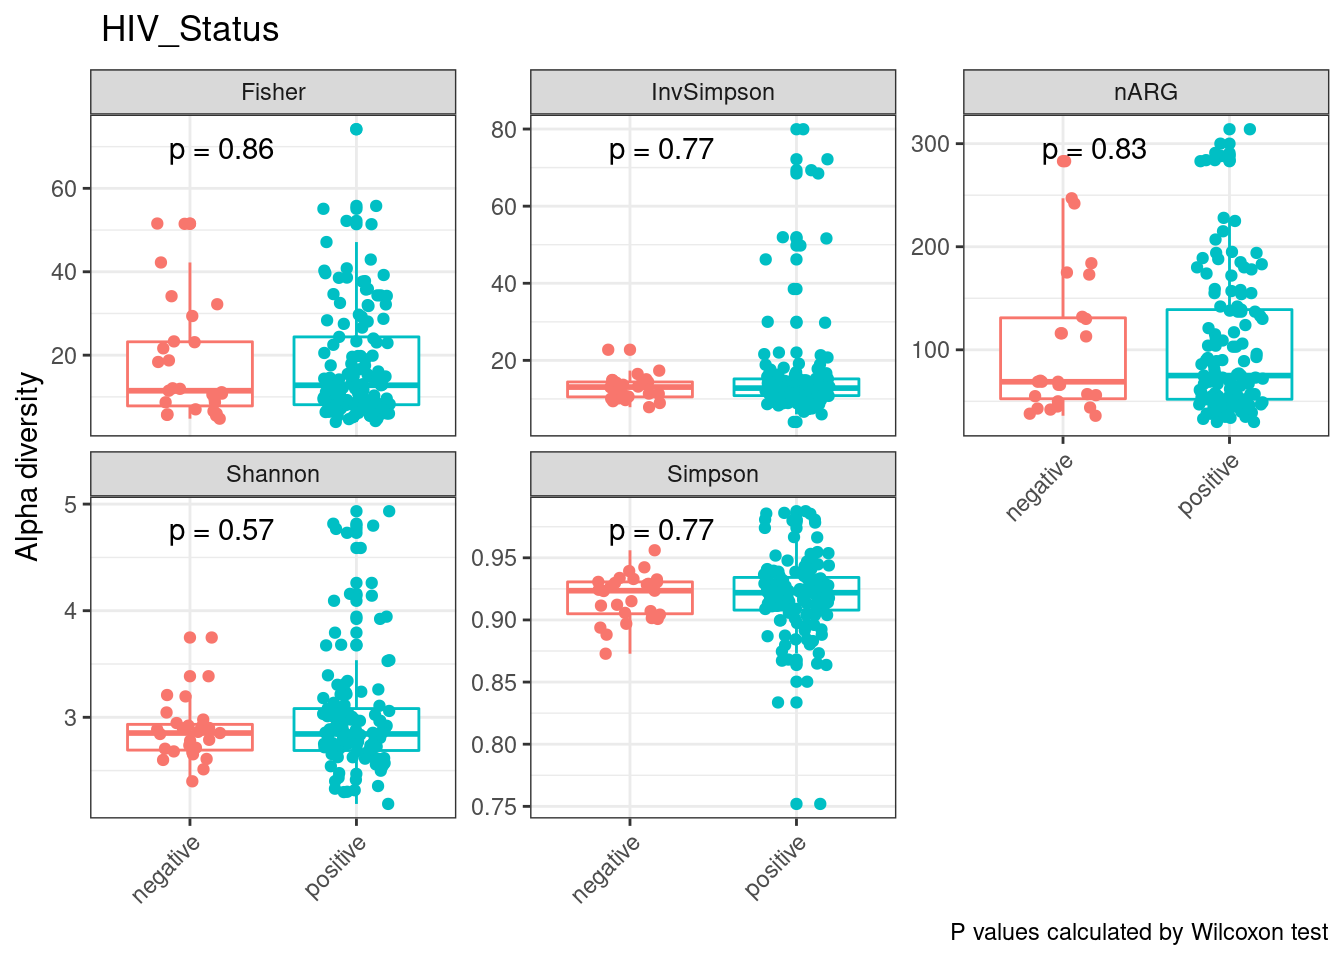 HIV_Status
Fisher
InvSimpson
nARG
p = 0.86
p = 0.77
p = 0.83
60
40
20
80
60
40
20
300
200
100
negative
positive
Alpha diversity
Shannon
Simpson
p = 0.57
p = 0.77
5
4
3
0.95
0.90
0.85
0.80
0.75
negative
positive
negative
positive
P values calculated by Wilcoxon test